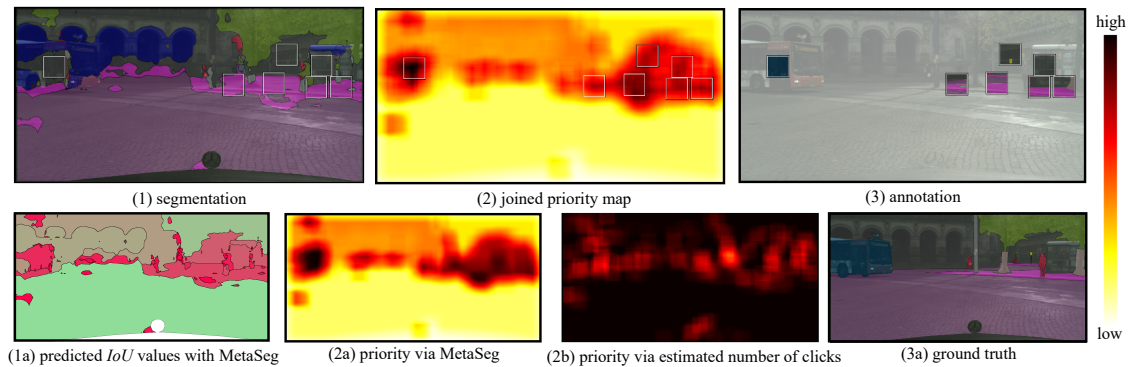 high
(1) segmentation
(2) joined priority map
(3) annotation
(1a) predicted IoU values with MetaSeg
(2a) priority via MetaSeg
(2b) priority via estimated number of clicks
(3a) ground truth
low